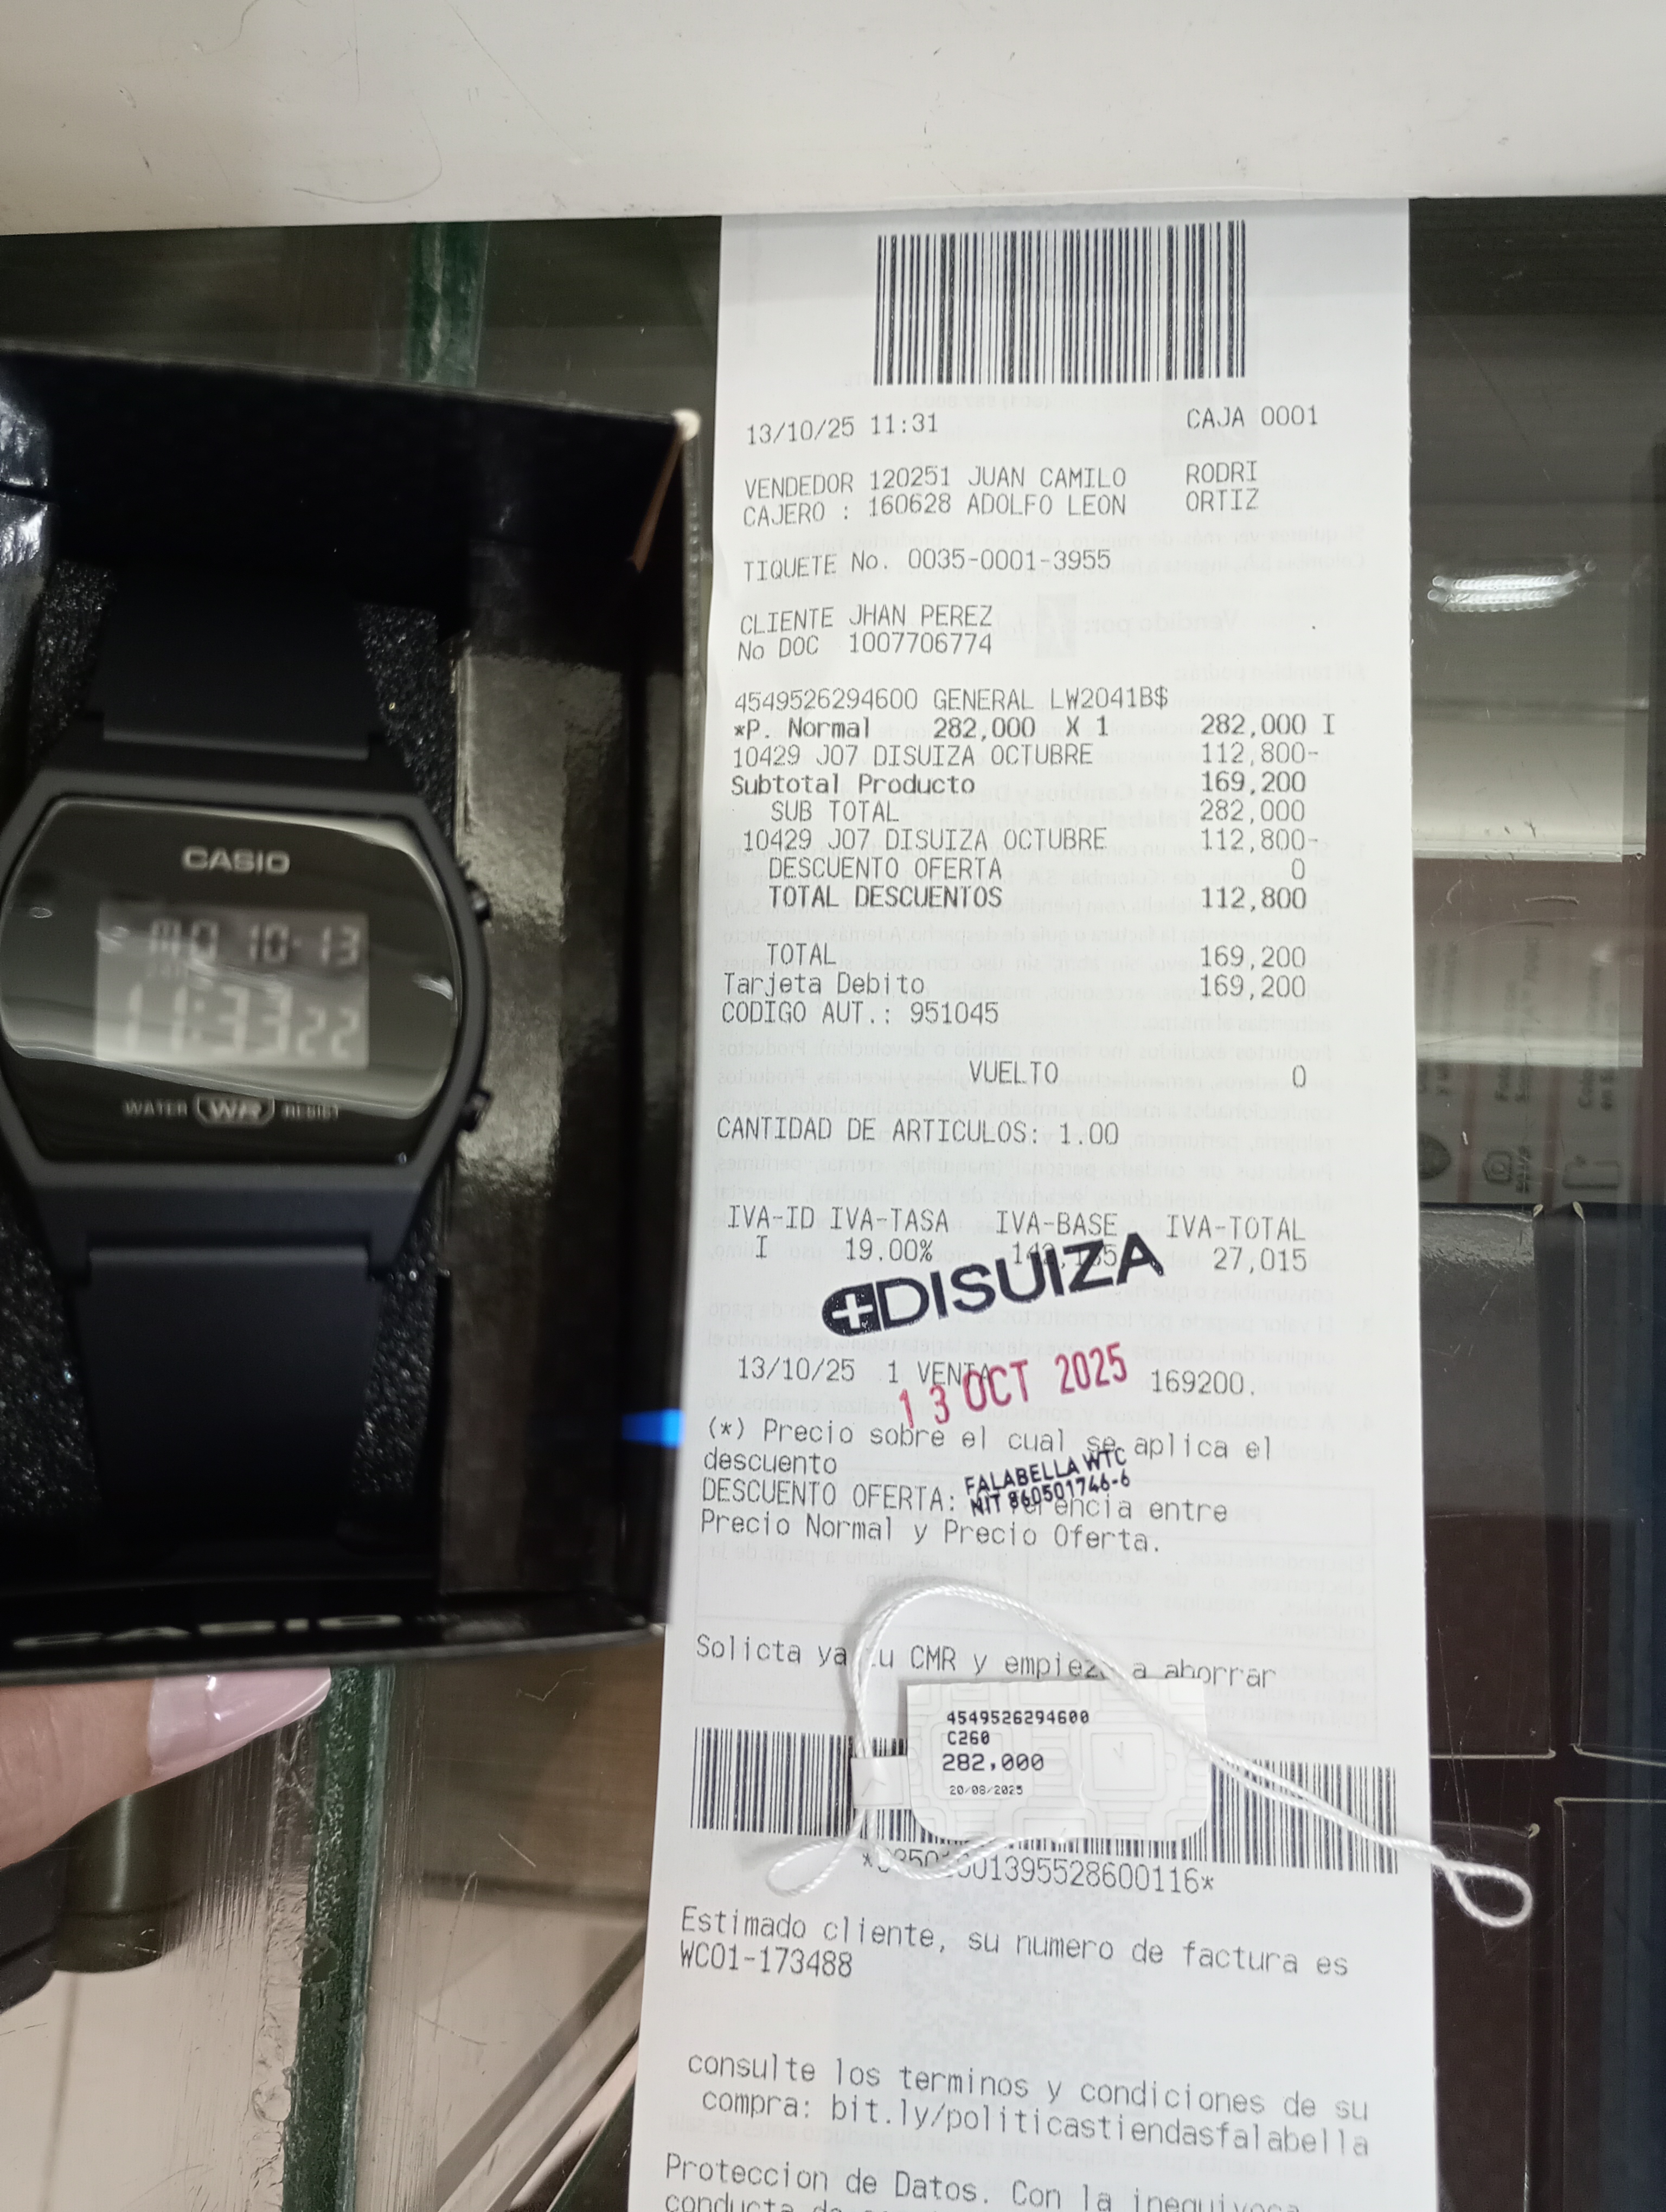 CASIO
MO 10-13
11:33 22
WATER WR RESIST
CASIO
13/10/25 11:31 CAJA 0001
VENDEDOR 120251 JUAN CAMILO RODRI
CAJERO : 160628 ADOLFO LEON ORTIZ
TIQUETE No. 0035-0001-3955
CLIENTE JHAN PEREZ
No DOC 1007706774
4549526294600 GENERAL LW2041B$
*P. Normal 282,000 X 1 282,000 I
10429 J07 DISUIZA OCTUBRE 112,800-
Subtotal Producto 169,200
SUB TOTAL 282,000
10429 J07 DISUIZA OCTUBRE 112,800-
DESCUENTO OFERTA 0
TOTAL DESCUENTOS 112,800
TOTAL 169,200
Tarjeta Debito 169,200
CODIGO AUT.: 951045
VUELTO 0
CANTIDAD DE ARTICULOS: 1.00
IVA-ID IVA-TASA IVA-BASE IVA-TOTAL
I 19.00% 27,015
DISUIZA
13/10/25 1 VENTA 169200.
13 OCT 2025
(*) Precio sobre el cual se aplica el
descuento
FALABELLA WTC
NIT 860501746-6
DESCUENTO OFERTA: entre
Precio Normal y Precio Oferta.
Solicta ya tu CMR y empieza a ahorrar
4549526294600
C260
282,000
20/08/2025
Estimado cliente, su numero de factura es
WC01-173488
consulte los terminos y condiciones de su
compra: bit.ly/politicastiendasfalabella
Proteccion de Datos. Con la inequivoca
conducta de